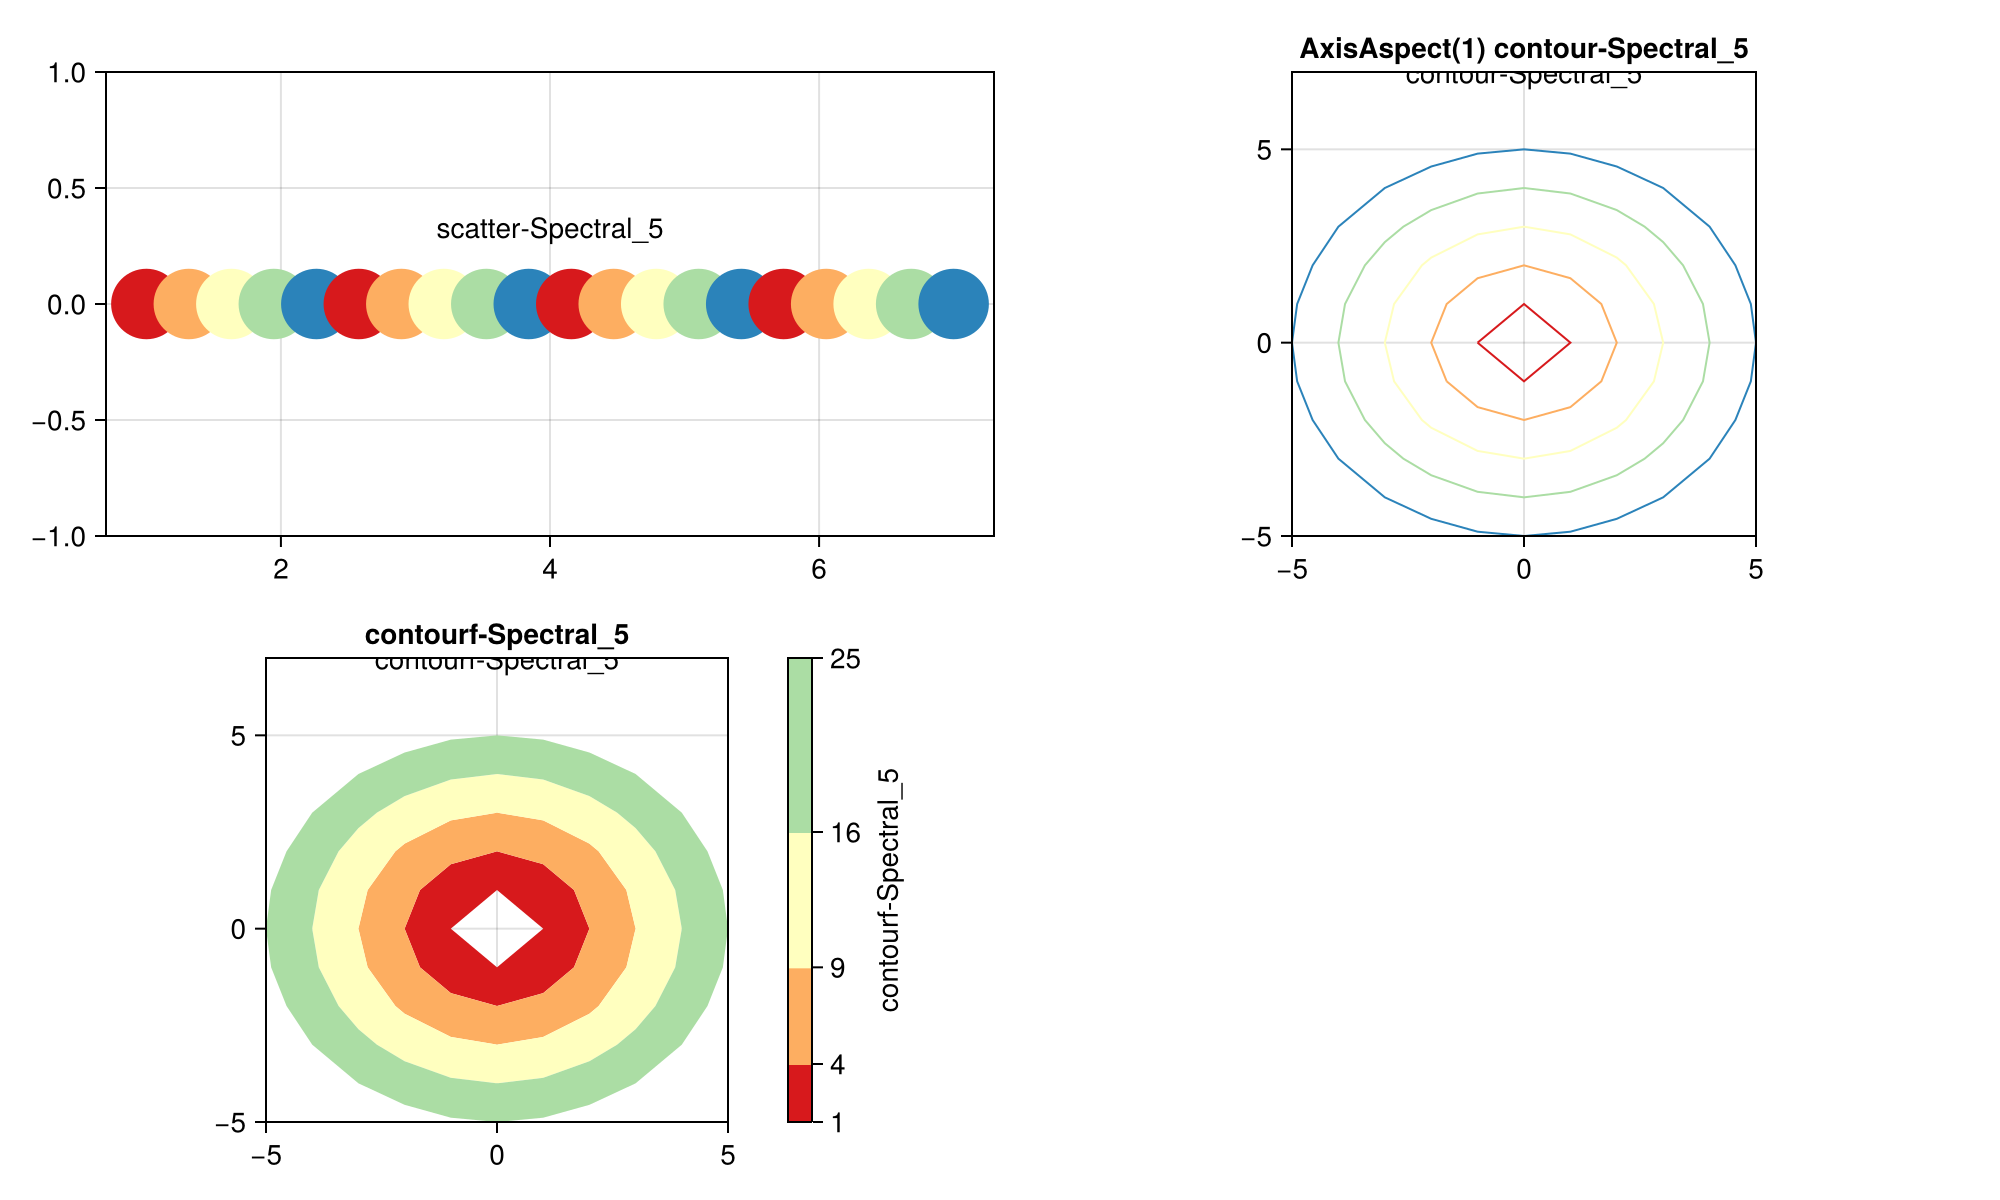 1.0
0.5
scatter-Spectral_5
0.0
−0.5
−1.0
2 4 6
AxisAspect(1) contour-Spectral_5
contour-Spectral_5
5
0
−5
−5 0 5
contourf-Spectral_5
contourf-Spectral_5
5
0
−5
−5 0 5
25
16
9
4
1
contourf-Spectral_5